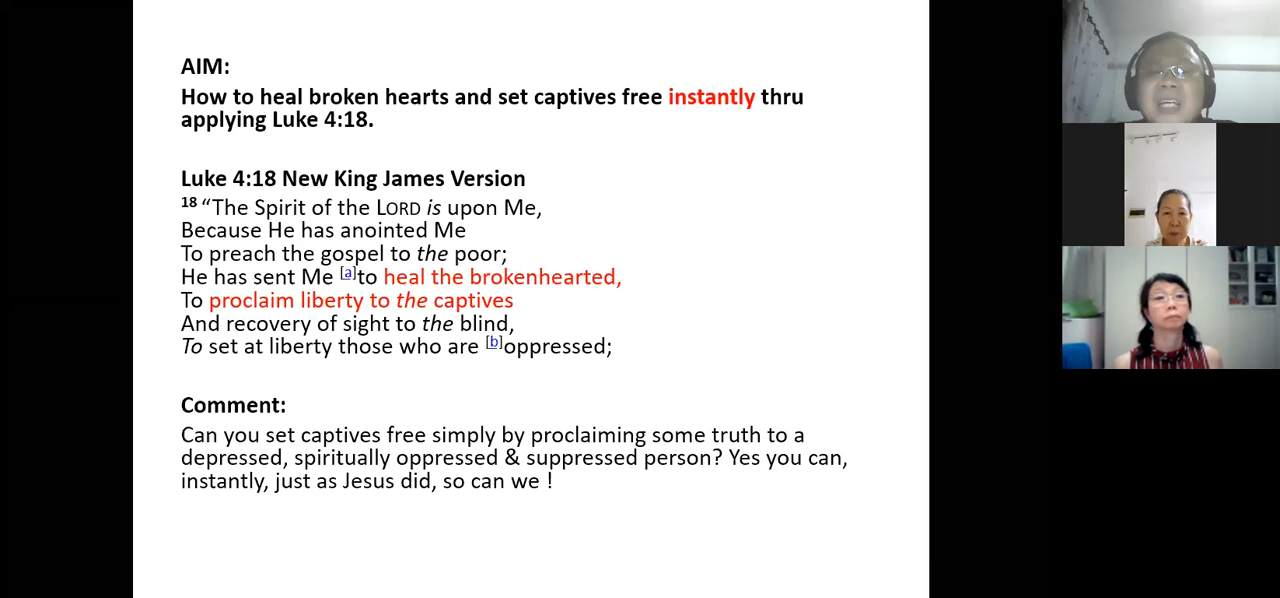 AIM:
How to heal broken hearts and set captives free instantly thru
applying Luke 4:18.
Luke 4:18 New King James Version
18 “The Spirit of the LORD is upon Me,
Because He has anointed Me
To preach the gospel to the poor;
He has sent Me [a]to heal the brokenhearted,
To proclaim liberty to the captives
And recovery of sight to the blind,
To set at liberty those who are [b]oppressed;
Comment:
Can you set captives free simply by proclaiming some truth to a
depressed, spiritually oppressed & suppressed person? Yes you can,
instantly, just as Jesus did, so can we !